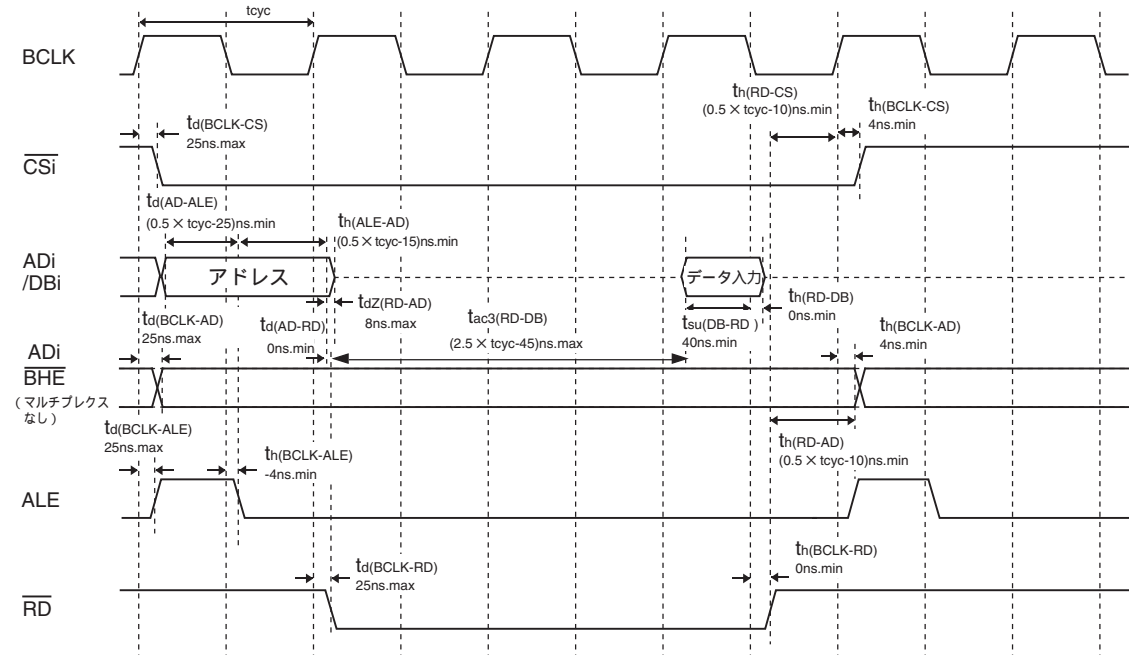 tcyc
BCLK
td(BCLK-CS)
25ns.max
th(RD-CS)
(0.5 × tcyc-10)ns.min
th(BCLK-CS)
4ns.min
CSi
td(AD-ALE)
(0.5 × tcyc-25)ns.min
th(ALE-AD)
(0.5 × tcyc-15)ns.min
ADi
/DBi
アドレス
データ入力
td(BCLK-AD)
25ns.max
td(AD-RD)
0ns.min
tdZ(RD-AD)
8ns.max
tac3(RD-DB)
(2.5 × tcyc-45)ns.max
tsu(DB-RD )
40ns.min
th(RD-DB)
0ns.min
th(BCLK-AD)
4ns.min
ADi
BHE
(マルチプレクス
なし)
td(BCLK-ALE)
25ns.max
th(BCLK-ALE)
-4ns.min
th(RD-AD)
(0.5 × tcyc-10)ns.min
ALE
td(BCLK-RD)
25ns.max
th(BCLK-RD)
0ns.min
RD